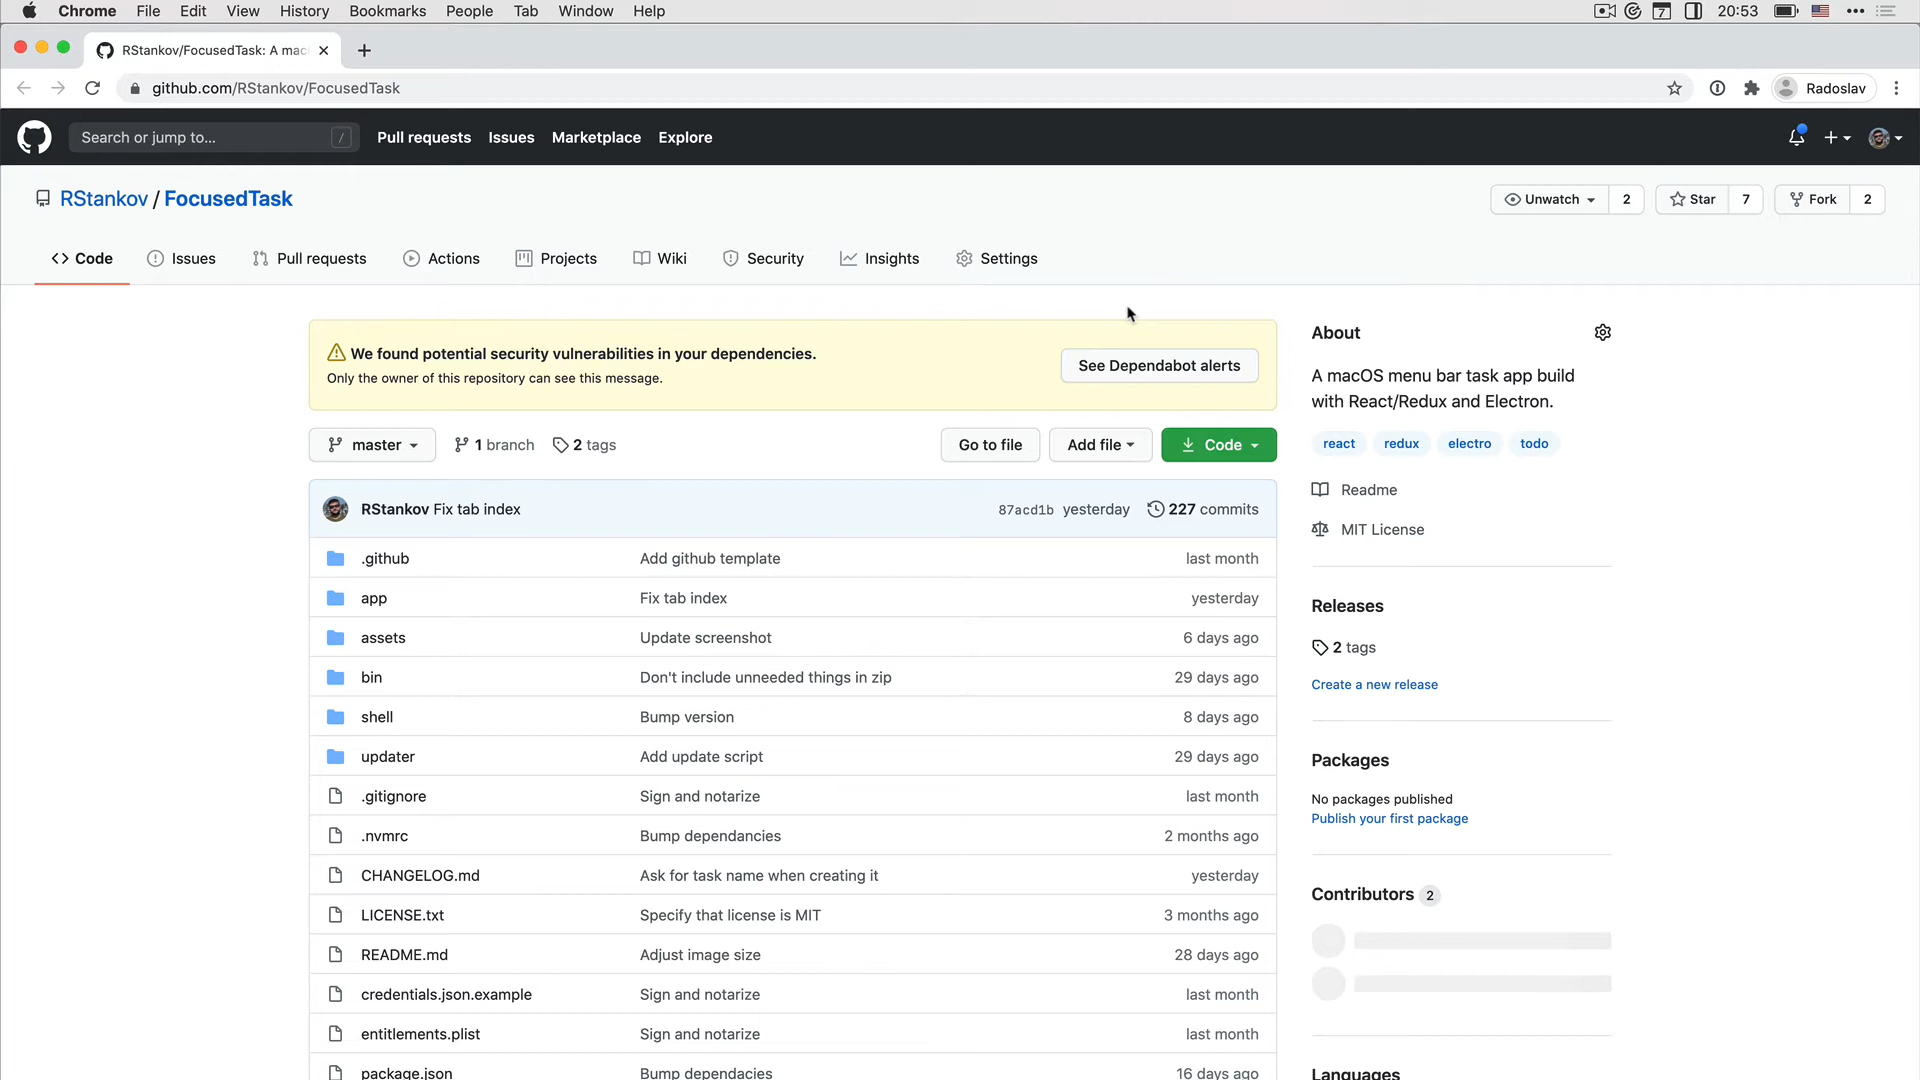 Chrome File Edit View History Bookmarks People Tab Window Help 7 20:53
RStankov/FocusedTask: A mac
github.com/RStankov/FocusedTask Radoslav
Search or jump to... / Pull requests Issues Marketplace Explore
RStankov / FocusedTask Unwatch 2 Star 7 Fork 2
Code Issues Pull requests Actions Projects Wiki Security Insights Settings
We found potential security vulnerabilities in your dependencies.
Only the owner of this repository can see this message.
See Dependabot alerts
master 1 branch 2 tags Go to file Add file Code
RStankov Fix tab index 87acd1b yesterday 227 commits
.github Add github template last month
app Fix tab index yesterday
assets Update screenshot 6 days ago
bin Don't include unneeded things in zip 29 days ago
shell Bump version 8 days ago
updater Add update script 29 days ago
.gitignore Sign and notarize last month
.nvmrc Bump dependancies 2 months ago
CHANGELOG.md Ask for task name when creating it yesterday
LICENSE.txt Specify that license is MIT 3 months ago
README.md Adjust image size 28 days ago
credentials.json.example Sign and notarize last month
entitlements.plist Sign and notarize last month
package.json Bump dependacies 16 days ago
About
A macOS menu bar task app build
with React/Redux and Electron.
react redux electro todo
Readme
MIT License
Releases
2 tags
Create a new release
Packages
No packages published
Publish your first package
Contributors 2
Languages